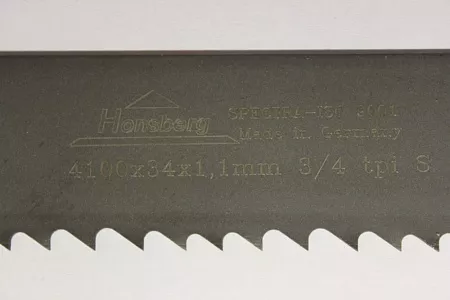 Honsberg
SPECTRA-
Made in Germany
4100x34x1,1mm 3/4 tpi S